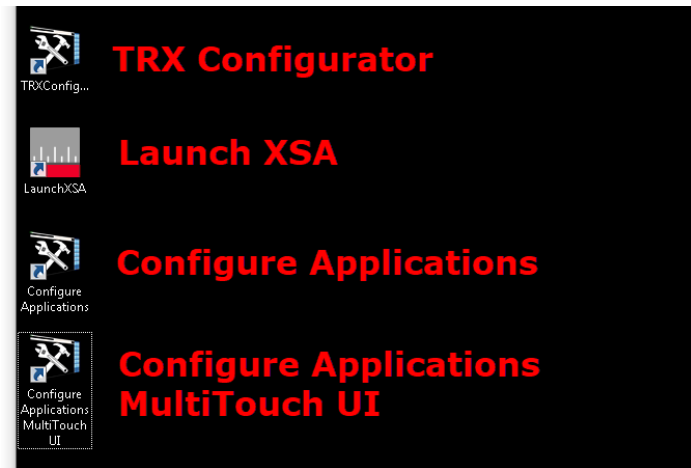 TRX Configurator
TRXConfig...
Launch XSA
LaunchXSA
Configure Applications
Configure
Applications
Configure Applications
MultiTouch UI
Configure
Applications
MultiTouch
UI